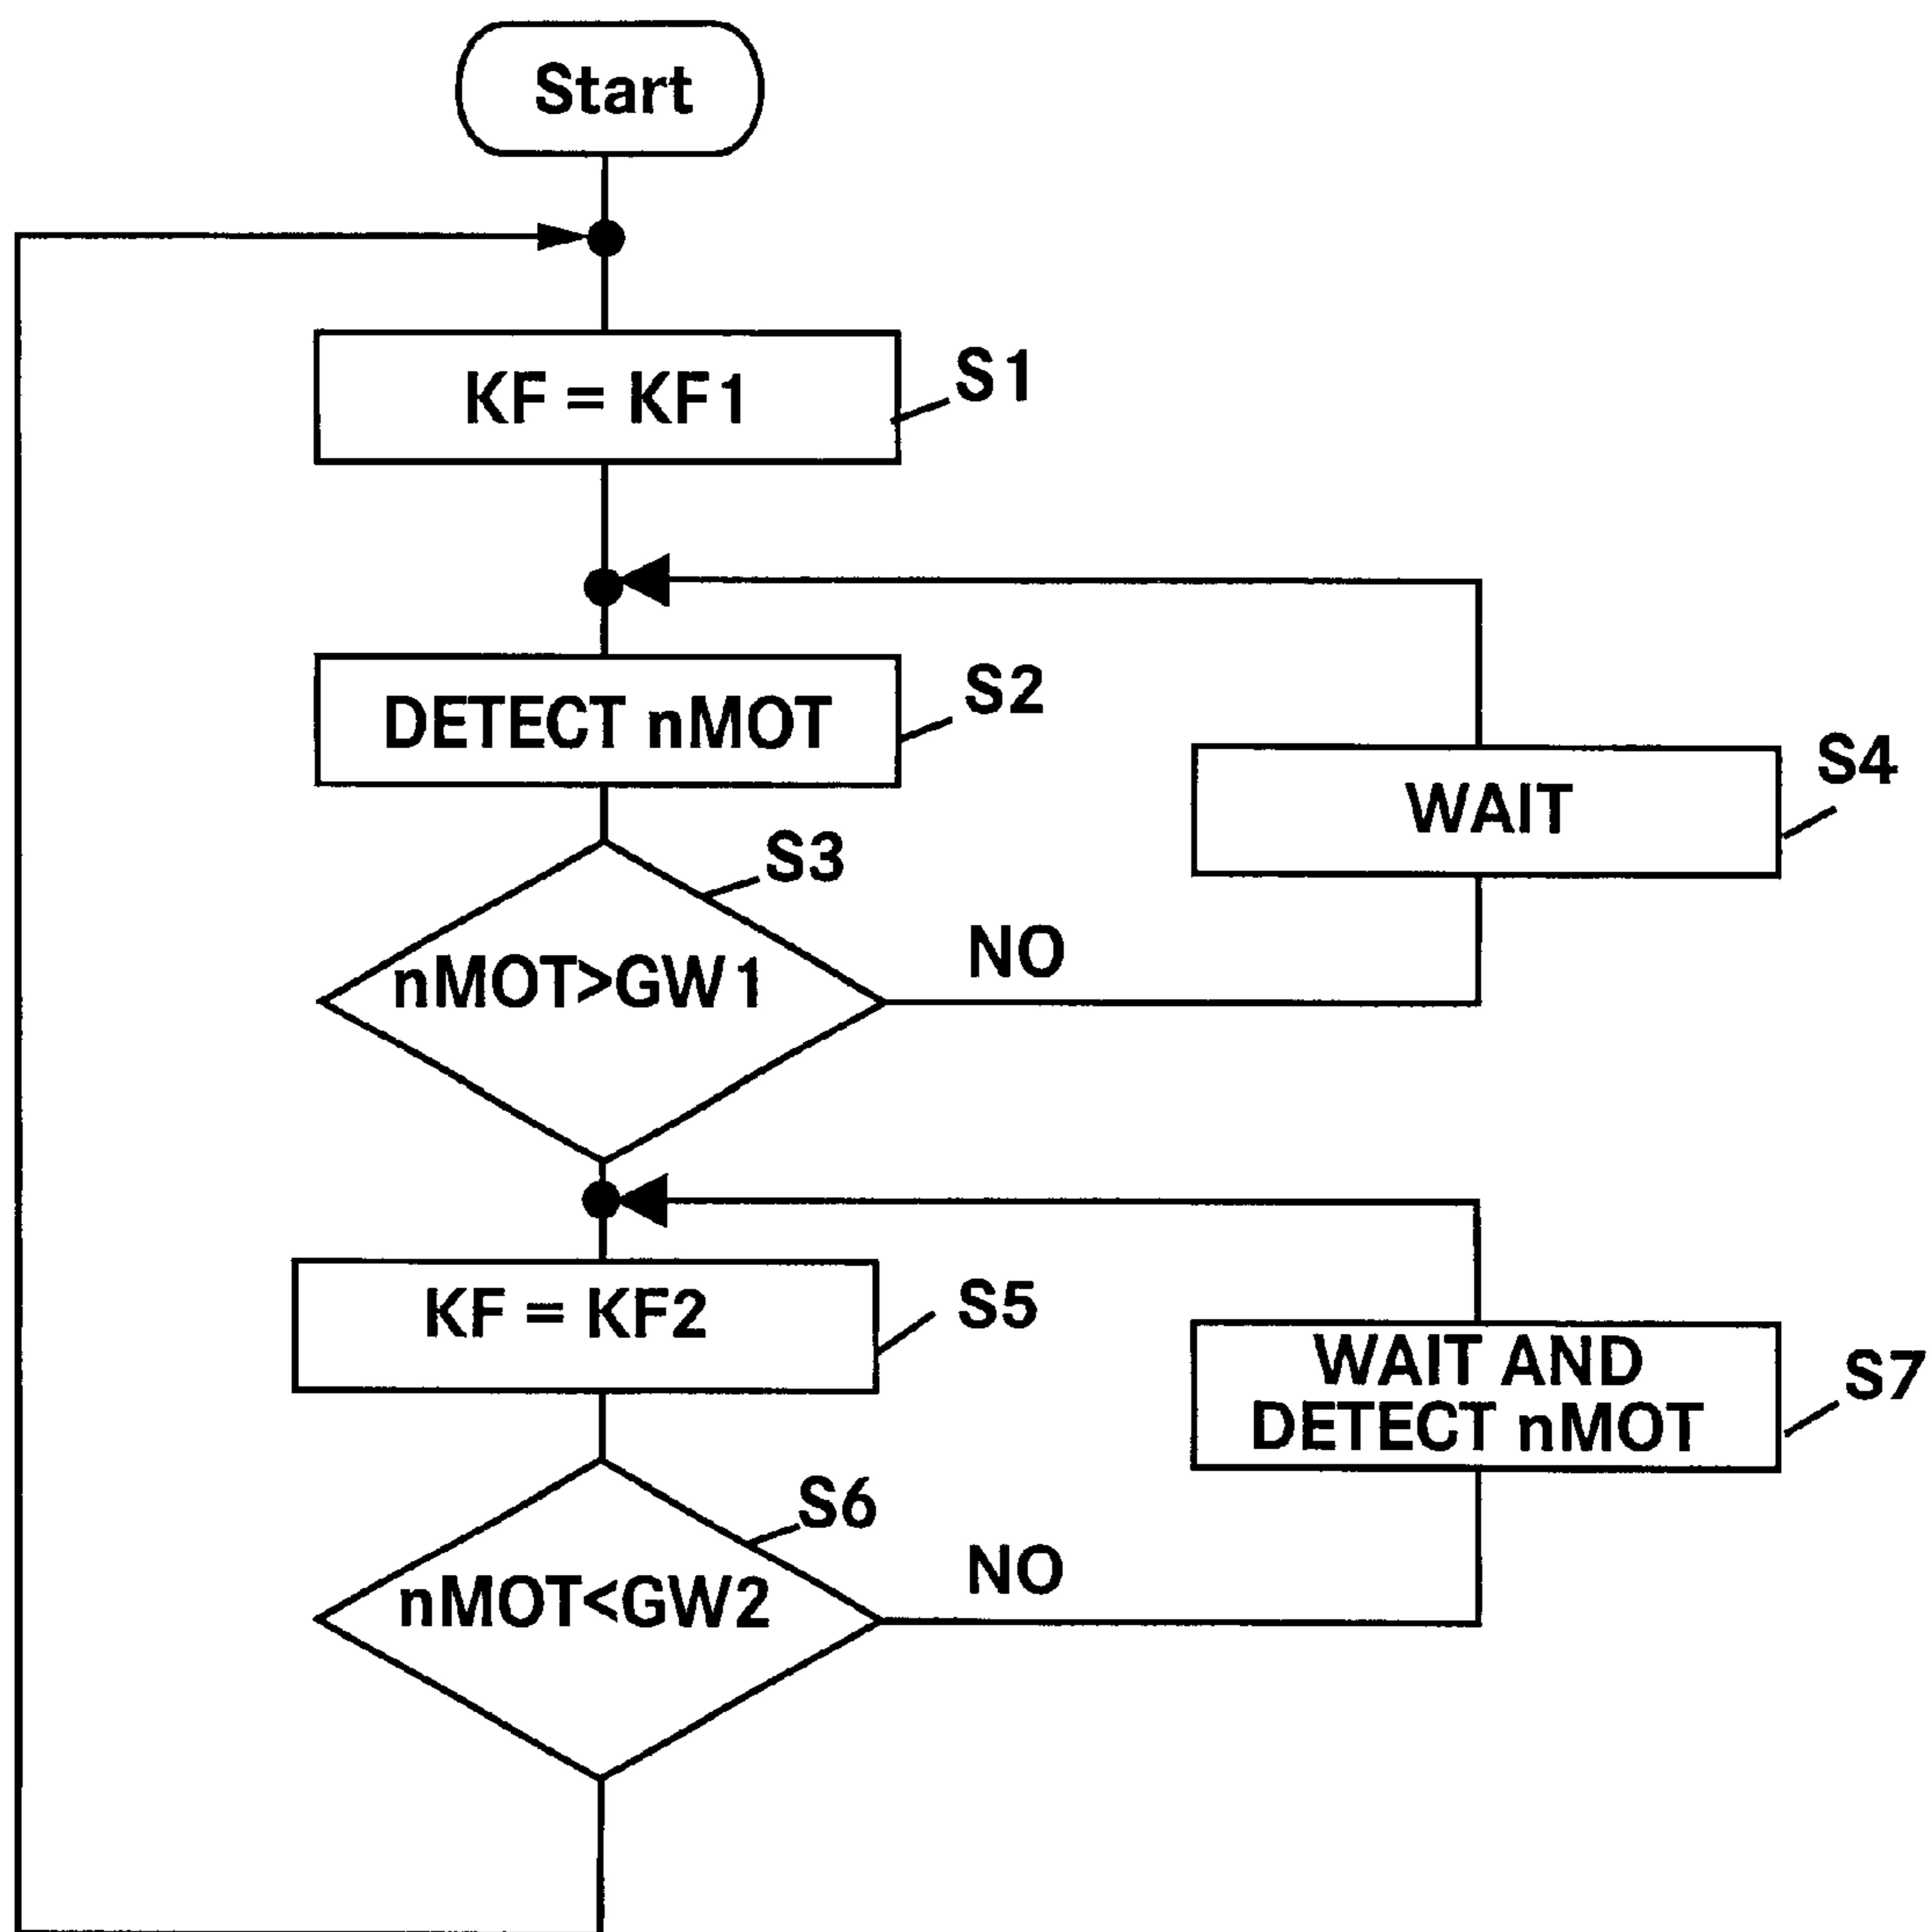 Start
KF = KF1
S1
DETECT nMOT
S2
WAIT
S4
S3
nMOT>GW1
NO
KF = KF2
S5
WAIT AND
DETECT nMOT
S7
S6
nMOT<GW2
NO